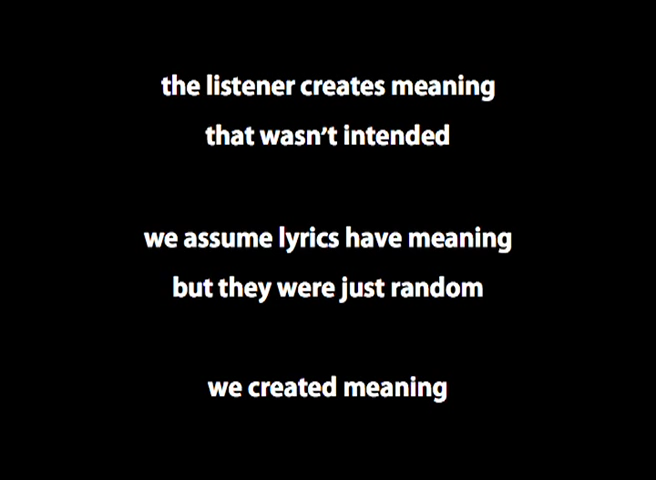 the listener creates meaning
that wasn't intended
we assume lyrics have meaning
but they were just random
we created meaning